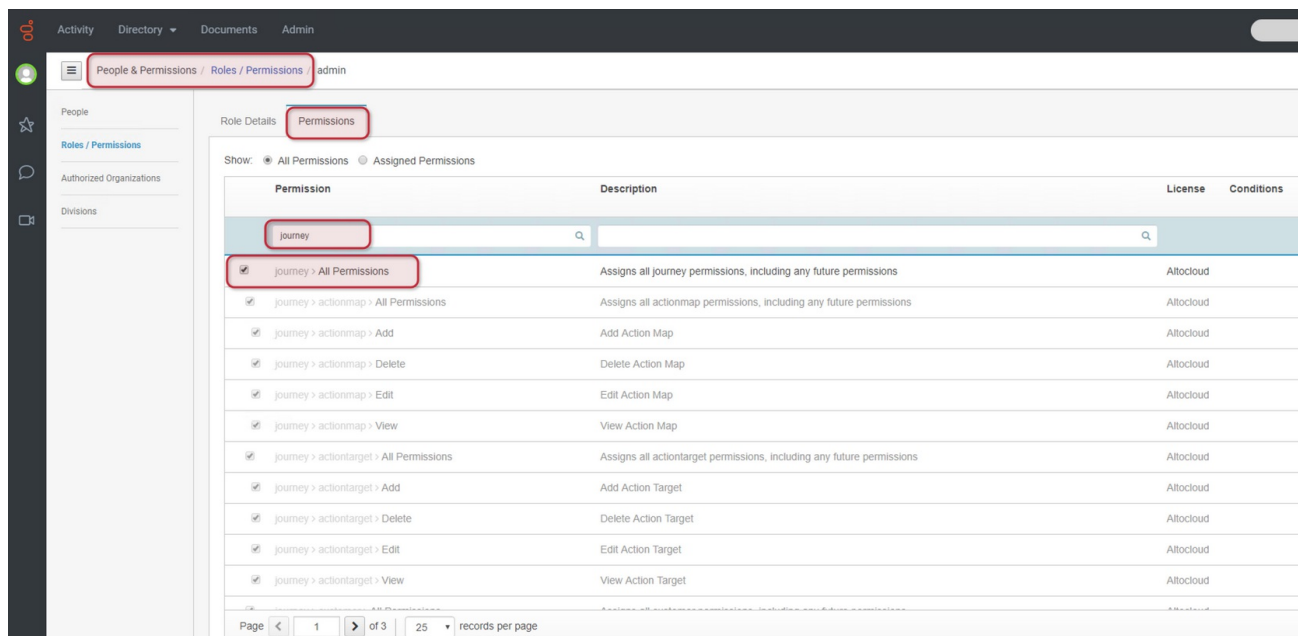 Activity Directory Documents Admin
People & Permissions / Roles / Permissions / admin
People
Roles / Permissions
Authorized Organizations
Divisions
Role Details Permissions
Show: All Permissions Assigned Permissions
Permission Description License Conditions
journey
journey > All Permissions Assigns all journey permissions, including any future permissions Altocloud
journey > actionmap > All Permissions Assigns all actionmap permissions, including any future permissions Altocloud
journey > actionmap > Add Add Action Map Altocloud
journey > actionmap > Delete Delete Action Map Altocloud
journey > actionmap > Edit Edit Action Map Altocloud
journey > actionmap > View View Action Map Altocloud
journey > actiontarget > All Permissions Assigns all actiontarget permissions, including any future permissions Altocloud
journey > actiontarget > Add Add Action Target Altocloud
journey > actiontarget > Delete Delete Action Target Altocloud
journey > actiontarget > Edit Edit Action Target Altocloud
journey > actiontarget > View View Action Target Altocloud
Page < 1 > of 3 25 records per page